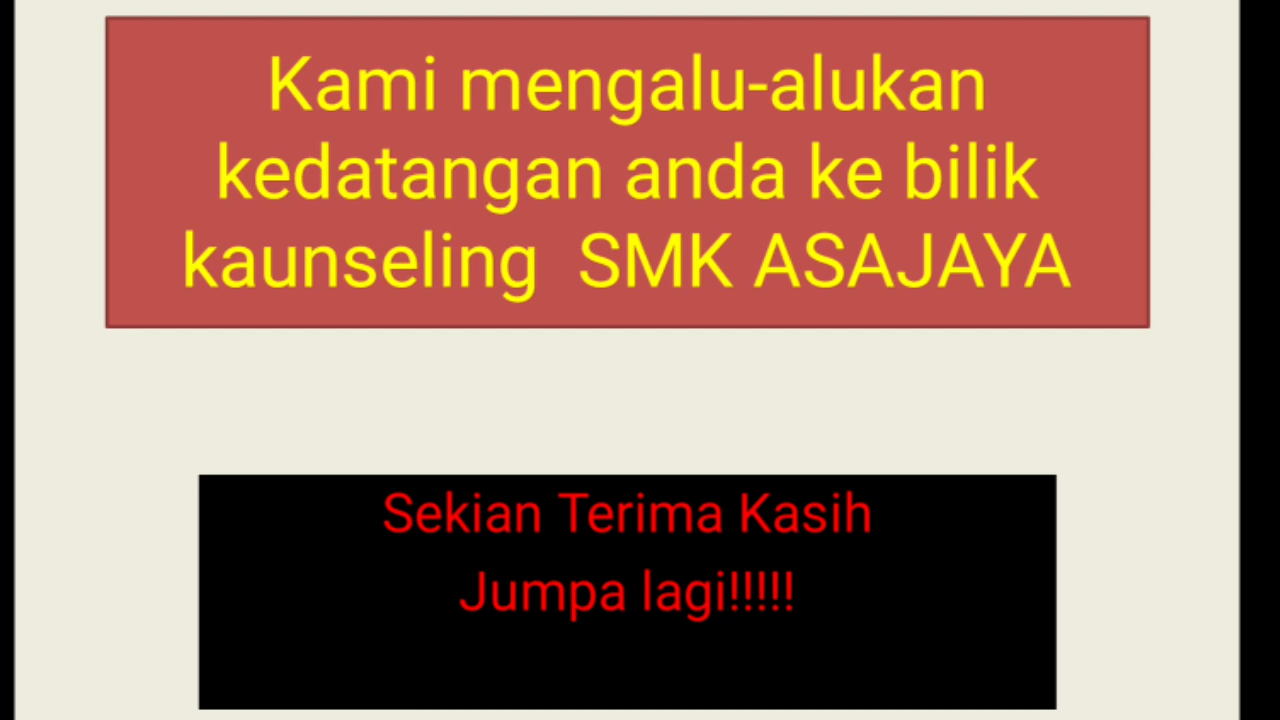 Kami mengalu-alukan
kedatangan anda ke bilik
kaunseling  SMK ASAJAYA
Sekian Terima Kasih
Jumpa lagi!!!!!